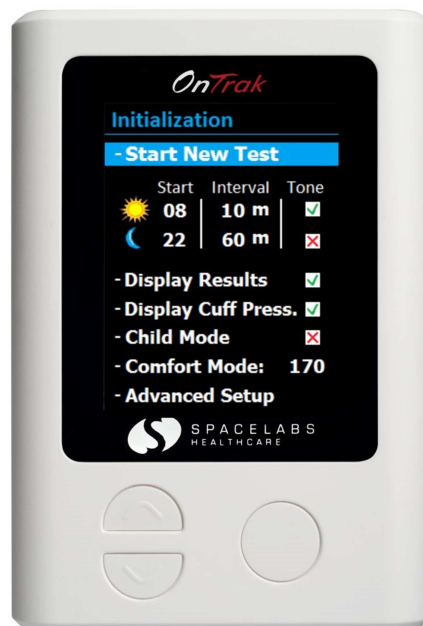 OnTrak
Initialization
- Start New Test
Start Interval Tone
08 10 m
22 60 m
- Display Results
- Display Cuff Press.
- Child Mode
- Comfort Mode: 170
- Advanced Setup
SPACELABS
HEALTHCARE